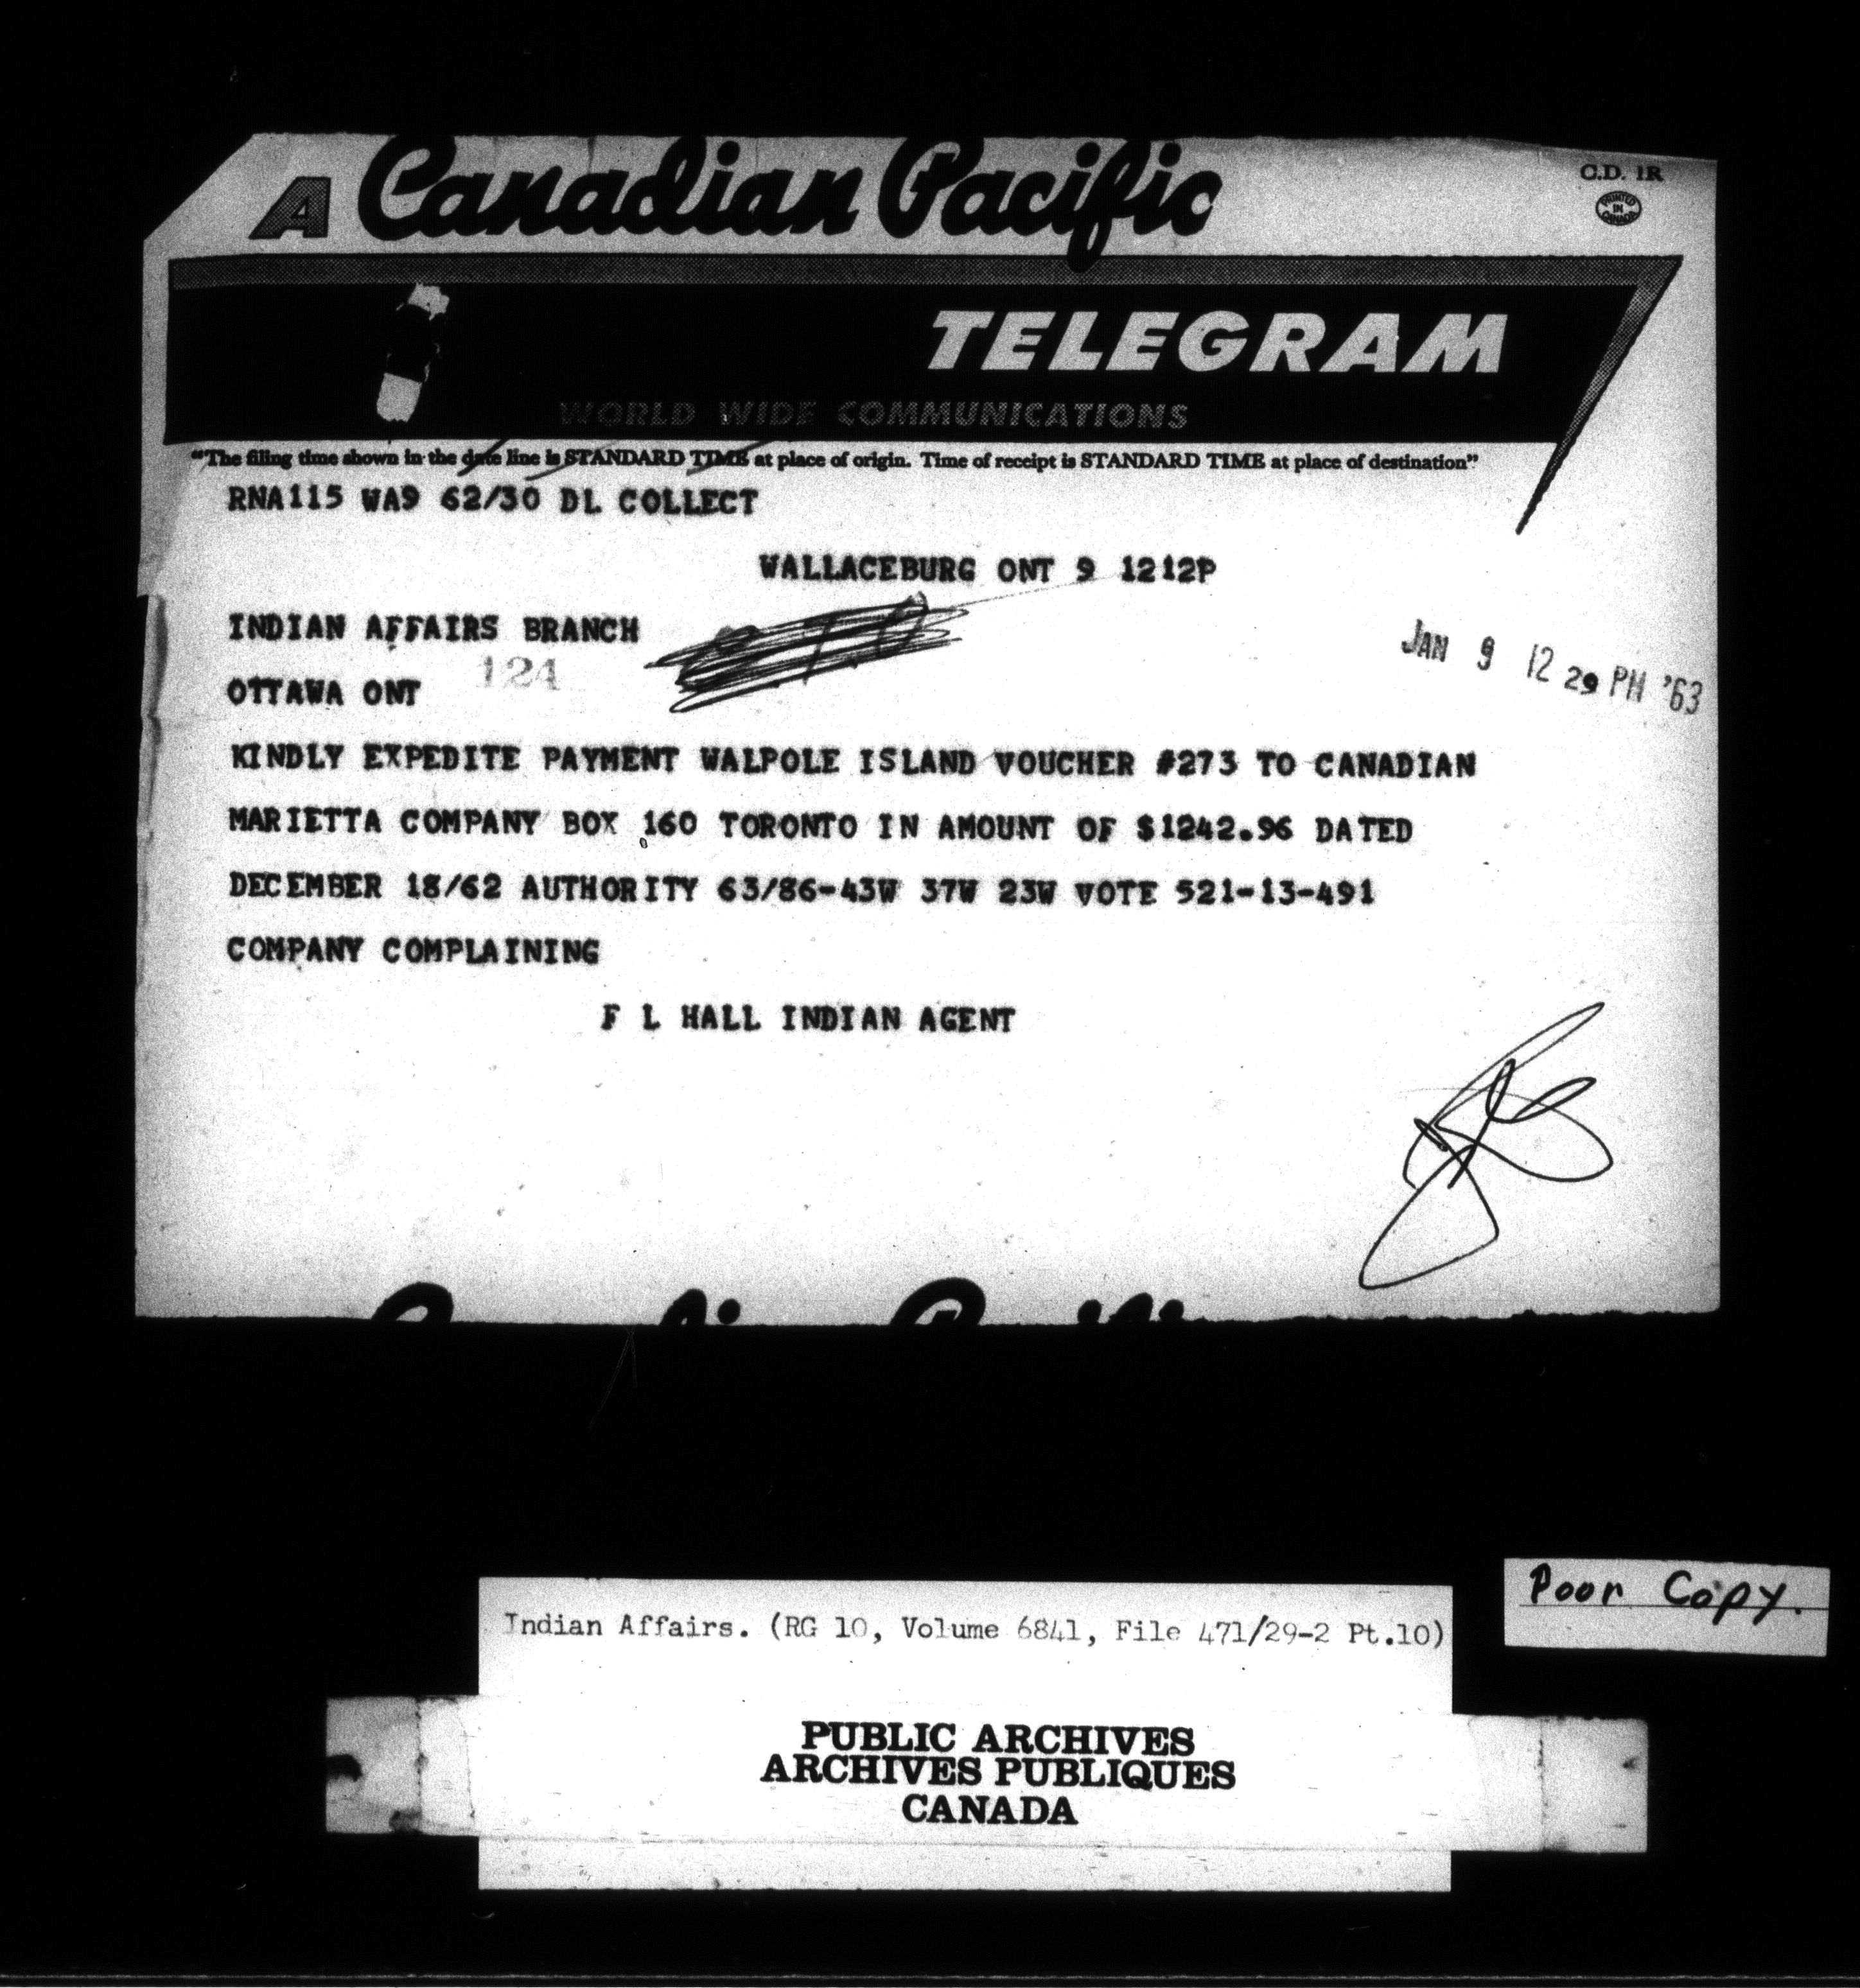 A Canadian Pacific
C.D. 1R
PRINTED IN CANADA
TELEGRAM
WORLD WIDE COMMUNICATIONS
"The filing time shown in the date line is STANDARD TIME at place of origin. Time of receipt is STANDARD TIME at place of destination"
RNA115 WA9 62/30 DL COLLECT
WALLACEBURG ONT 9 1212P
INDIAN AFFAIRS BRANCH
124
OTTAWA ONT
JAN 9 12 29 PM '63
KINDLY EXPEDITE PAYMENT WALPOLE ISLAND VOUCHER #273 TO CANADIAN
MARIETTA COMPANY BOX 160 TORONTO IN AMOUNT OF $1242.96 DATED
DECEMBER 18/62 AUTHORITY 63/86-43W 37W 23W VOTE 521-13-491
COMPANY COMPLAINING
F L HALL INDIAN AGENT
Poor Copy.
Indian Affairs. (RG 10, Volume 6841, File 471/29-2 Pt.10)
PUBLIC ARCHIVES
ARCHIVES PUBLIQUES
CANADA